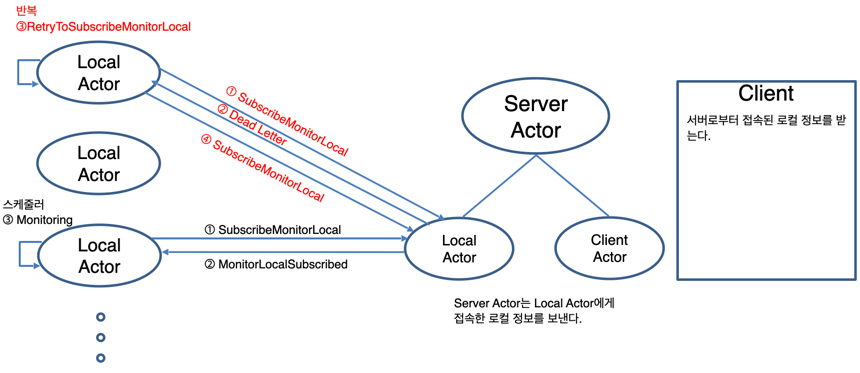 반복
③RetryToSubscribeMonitorLocal
Local
Actor
① SubscribeMonitorLocal
② Dead Letter
④ SubscribeMonitorLocal
Local
Actor
스케줄러
③ Monitoring
Local
Actor
① SubscribeMonitorLocal
② MonitorLocalSubscribed
Server
Actor
Local
Actor
Client
Actor
Server Actor는 Local Actor에게
접속한 로컬 정보를 보낸다.
Client
서버로부터 접속된 로컬 정보를 받
는다.